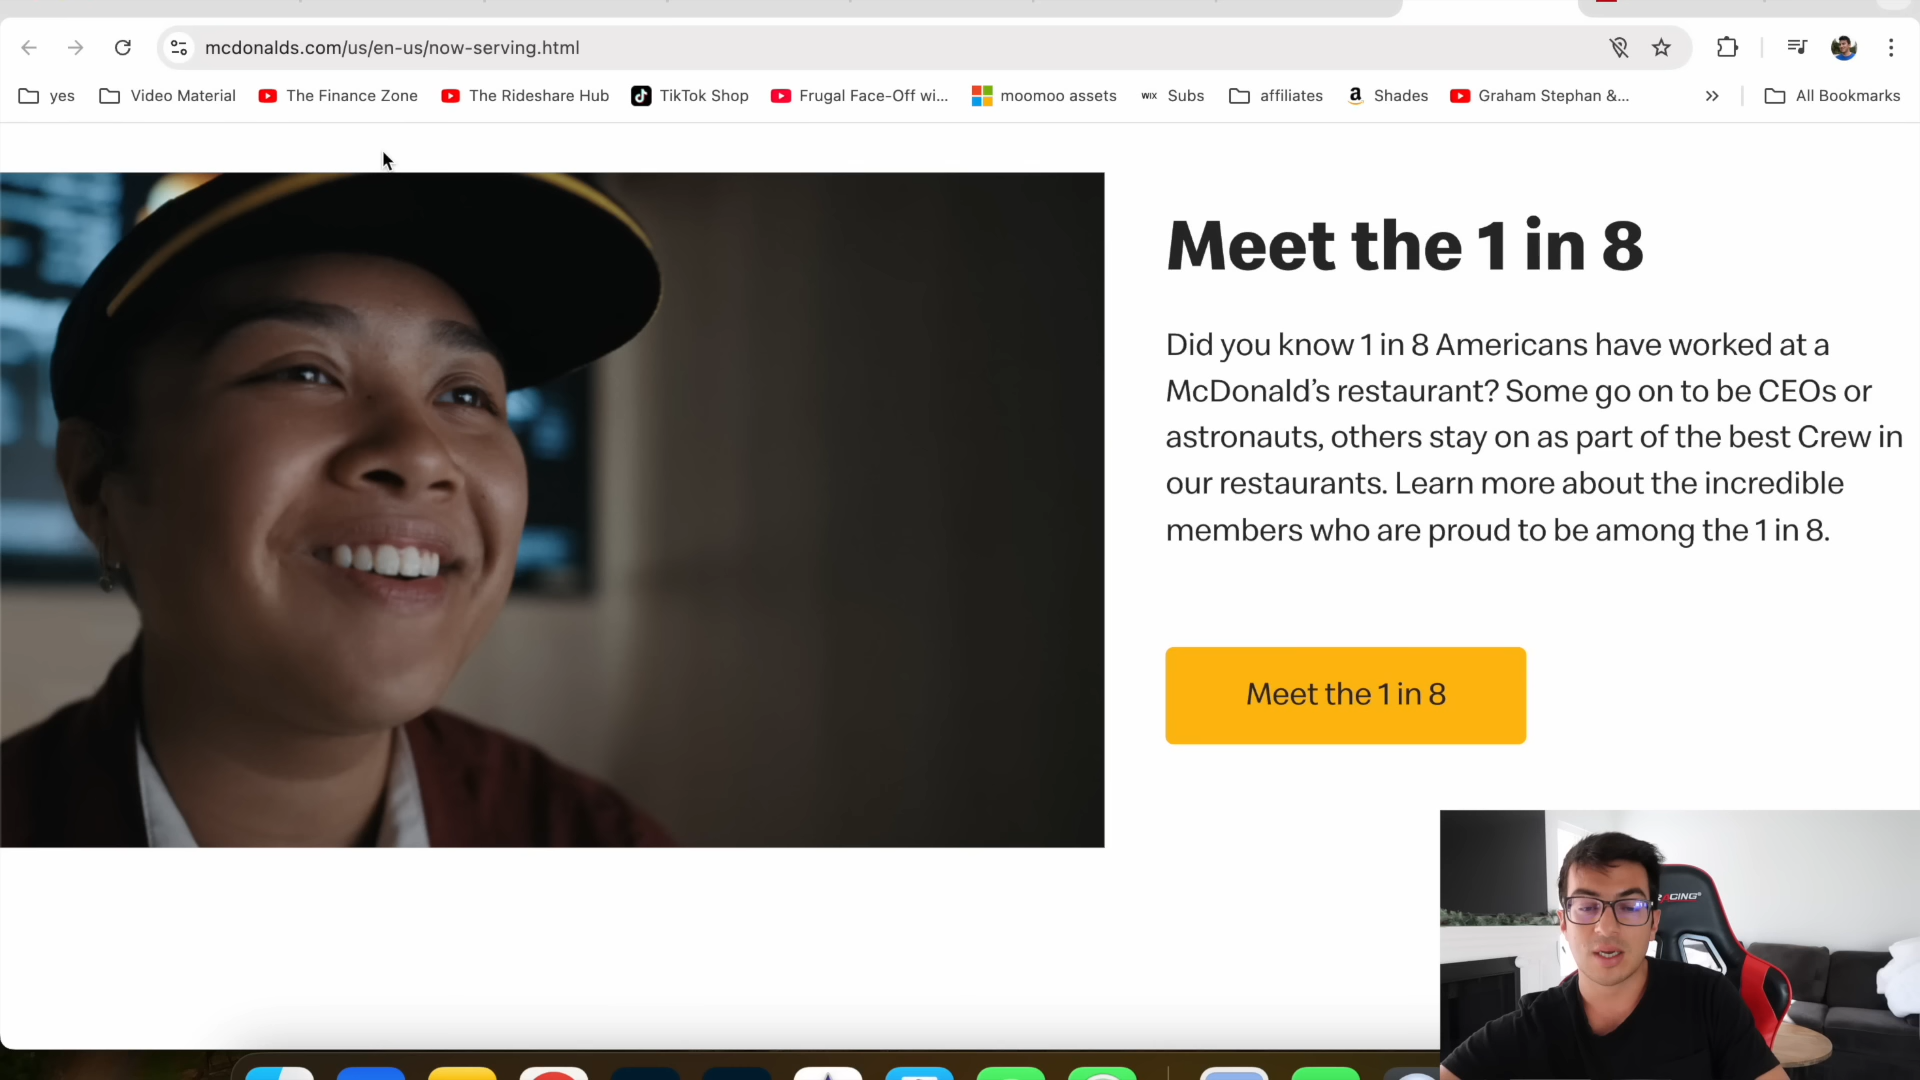 mcdonalds.com/us/en-us/now-serving.html
yes Video Material The Finance Zone The Rideshare Hub TikTok Shop Frugal Face-Off wi... moomoo assets WIX Subs affiliates a Shades Graham Stephan &... » All Bookmarks
Meet the 1 in 8
Did you know 1 in 8 Americans have worked at a
McDonald’s restaurant? Some go on to be CEOs or
astronauts, others stay on as part of the best Crew in
our restaurants. Learn more about the incredible
members who are proud to be among the 1 in 8.
Meet the 1 in 8
RACING